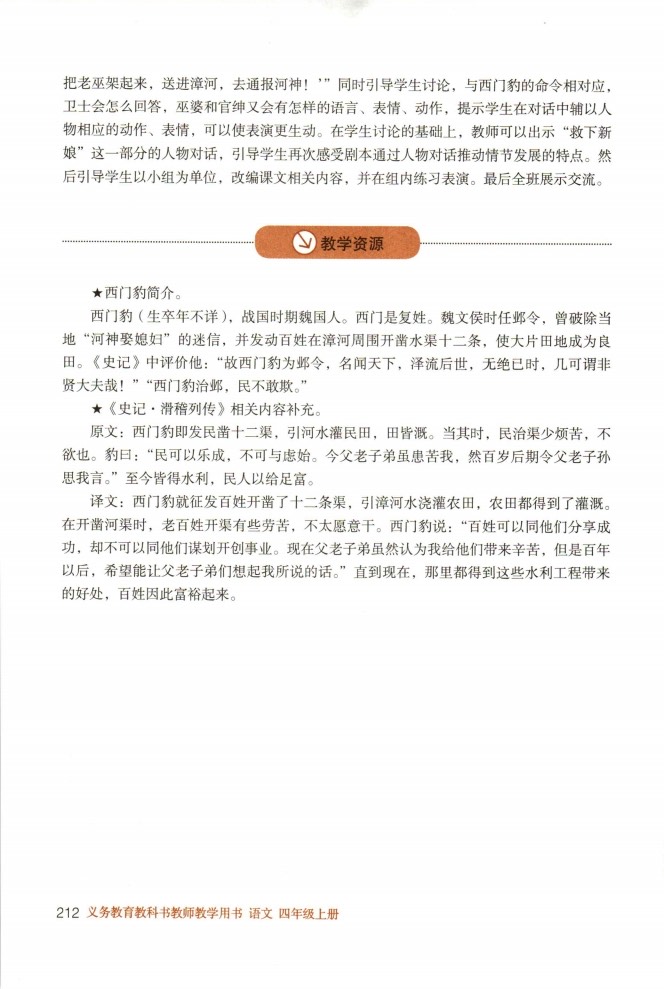 把老巫架起来，送进漳河，去通报河神！’”同时引导学生讨论，与西门豹的命令相对应，
卫士会怎么回答，巫婆和官绅又会有怎样的语言、表情、动作，提示学生在对话中辅以人
物相应的动作、表情，可以使表演更生动。在学生讨论的基础上，教师可以出示“救下新
娘”这一部分的人物对话，引导学生再次感受剧本通过人物对话推动情节发展的特点。然
后引导学生以小组为单位，改编课文相关内容，并在组内练习表演。最后全班展示交流。
教学资源
★西门豹简介。
西门豹（生卒年不详），战国时期魏国人。西门是复姓。魏文侯时任邺令，曾破除当
地“河神娶媳妇”的迷信，并发动百姓在漳河周围开凿水渠十二条，使大片田地成为良
田。《史记》中评价他：“故西门豹为邺令，名闻天下，泽流后世，无绝已时，几可谓非
贤大夫哉！”“西门豹治邺，民不敢欺。”
★《史记·滑稽列传》相关内容补充。
原文：西门豹即发民凿十二渠，引河水灌民田，田皆溉。当其时，民治渠少烦苦，不
欲也。豹曰：“民可以乐成，不可与虑始。今父老子弟虽患苦我，然百岁后期令父老子孙
思我言。”至今皆得水利，民人以给足富。
译文：西门豹就征发百姓开凿了十二条渠，引漳河水浇灌农田，农田都得到了灌溉。
在开凿河渠时，老百姓开渠有些劳苦，不太愿意干。西门豹说：“百姓可以同他们分享成
功，却不可以同他们谋划开创事业。现在父老子弟虽然认为我给他们带来辛苦，但是百年
以后，希望能让父老子弟们想起我所说的话。”直到现在，那里都得到这些水利工程带来
的好处，百姓因此富裕起来。
212 义务教育教科书教师教学用书 语文 四年级上册